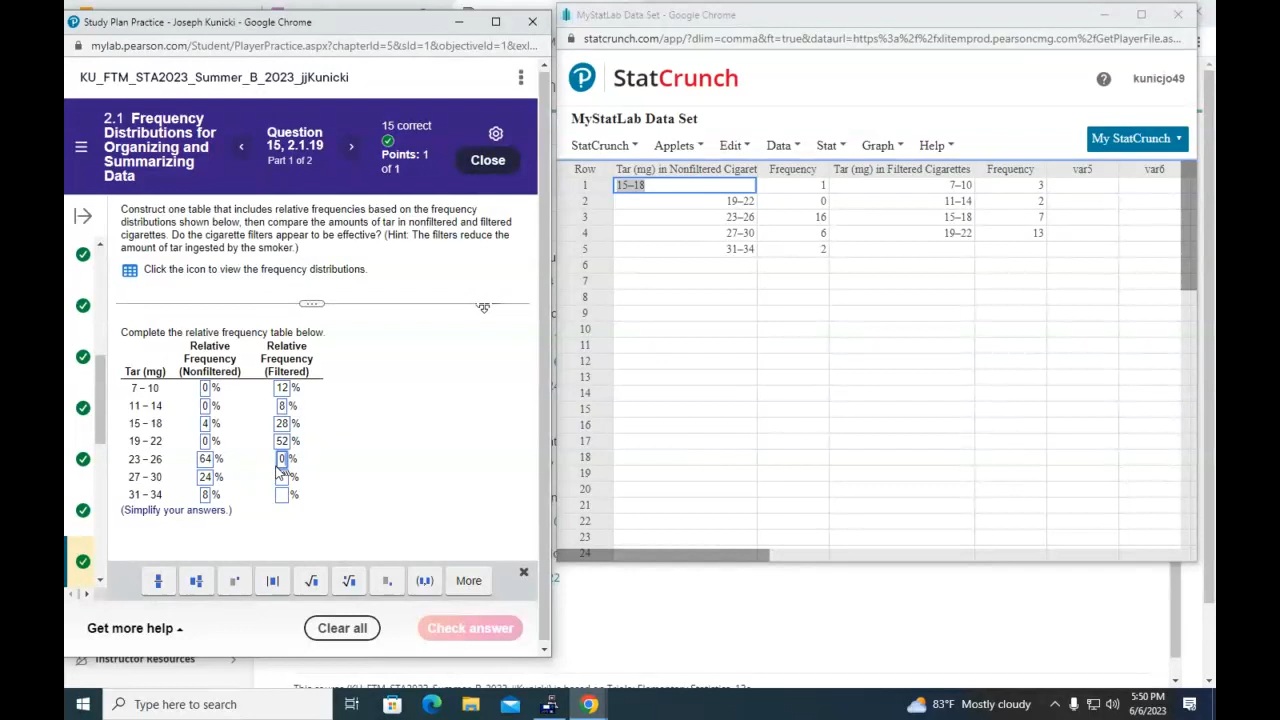 Study Plan Practice - Joseph Kunicki - Google Chrome
mylab.pearson.com/Student/PlayerPractice.aspx?chapterId=5&sId=1&objectiveId=1&exl...
KU_FTM_STA2023_Summer_B_2023_jjKunicki
2.1 Frequency
Distributions for
Organizing and
Summarizing
Data
Question
15, 2.1.19
Part 1 of 2
15 correct
Points: 1
of 1
Close
Construct one table that includes relative frequencies based on the frequency
distributions shown below, then compare the amounts of tar in nonfiltered and filtered
cigarettes. Do the cigarette filters appear to be effective? (Hint: The filters reduce the
amount of tar ingested by the smoker.)
Click the icon to view the frequency distributions.
Complete the relative frequency table below.
Tar (mg) Relative Frequency (Nonfiltered) Relative Frequency (Filtered)
7 – 10 0 % 12 %
11 – 14 0 % 8 %
15 – 18 4 % 28 %
19 – 22 0 % 52 %
23 – 26 64 % 0 %
27 – 30 24 % %
31 – 34 8 % %
(Simplify your answers.)
More
Get more help
Clear all
Check answer
Instructor Resources
MyStatLab Data Set - Google Chrome
statcrunch.com/app/?dlim=comma&ft=true&dataurl=https%3a%2f%2fxlitemprod.pearsoncmg.com%2fGetPlayerFile.as...
P StatCrunch
kunicjo49
MyStatLab Data Set
StatCrunch Applets Edit Data Stat Graph Help
My StatCrunch
Row Tar (mg) in Nonfiltered Cigaret Frequency Tar (mg) in Filtered Cigarettes Frequency var5 var6
1 15–18 1 7–10 3
2 19–22 0 11–14 2
3 23–26 16 15–18 7
4 27–30 6 19–22 13
5 31–34 2
6
7
8
9
10
11
12
13
14
15
16
17
18
19
20
21
22
23
24
Type here to search
83°F Mostly cloudy
5:50 PM
6/6/2023